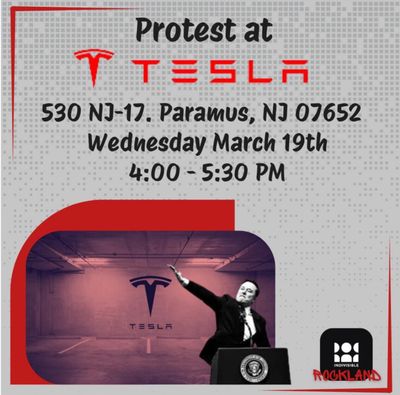 Protest at
TESLA
530 NJ-17. Paramus, NJ 07652
Wednesday March 19th
4:00 - 5:30 PM
TESLA
INDIVISIBLE
ROCKLAND